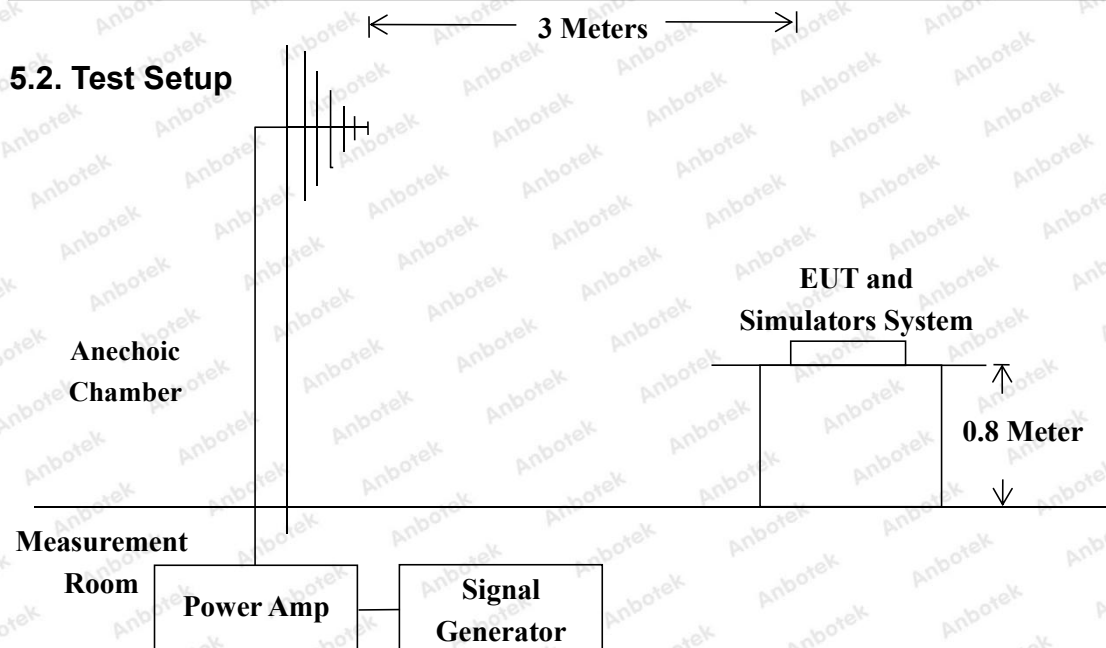 3 Meters
5.2. Test Setup
EUT and
Simulators System
Anechoic
Chamber
0.8 Meter
Measurement
Room
Power Amp
Signal
Generator
Anbotek